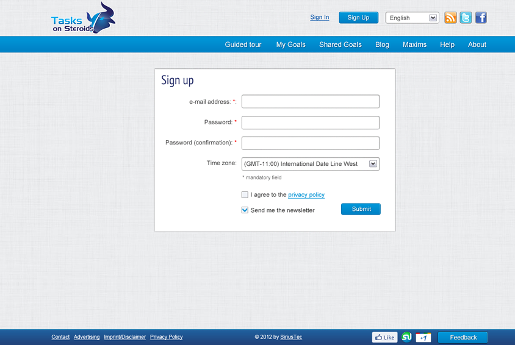 Tasks
on Steroids
Sign In
Sign Up
English
Guided tour
My Goals
Shared Goals
Blog
Maxims
Help
About
Sign up
e-mail address: *
Password: *
Password (confirmation): *
Time zone:
(GMT-11:00) International Date Line West
* mandatory field
I agree to the privacy policy
Send me the newsletter
Submit
Contact
Advertising
Imprint/Disclaimer
Privacy Policy
© 2012 by SiriusTec
Like
+1
Feedback